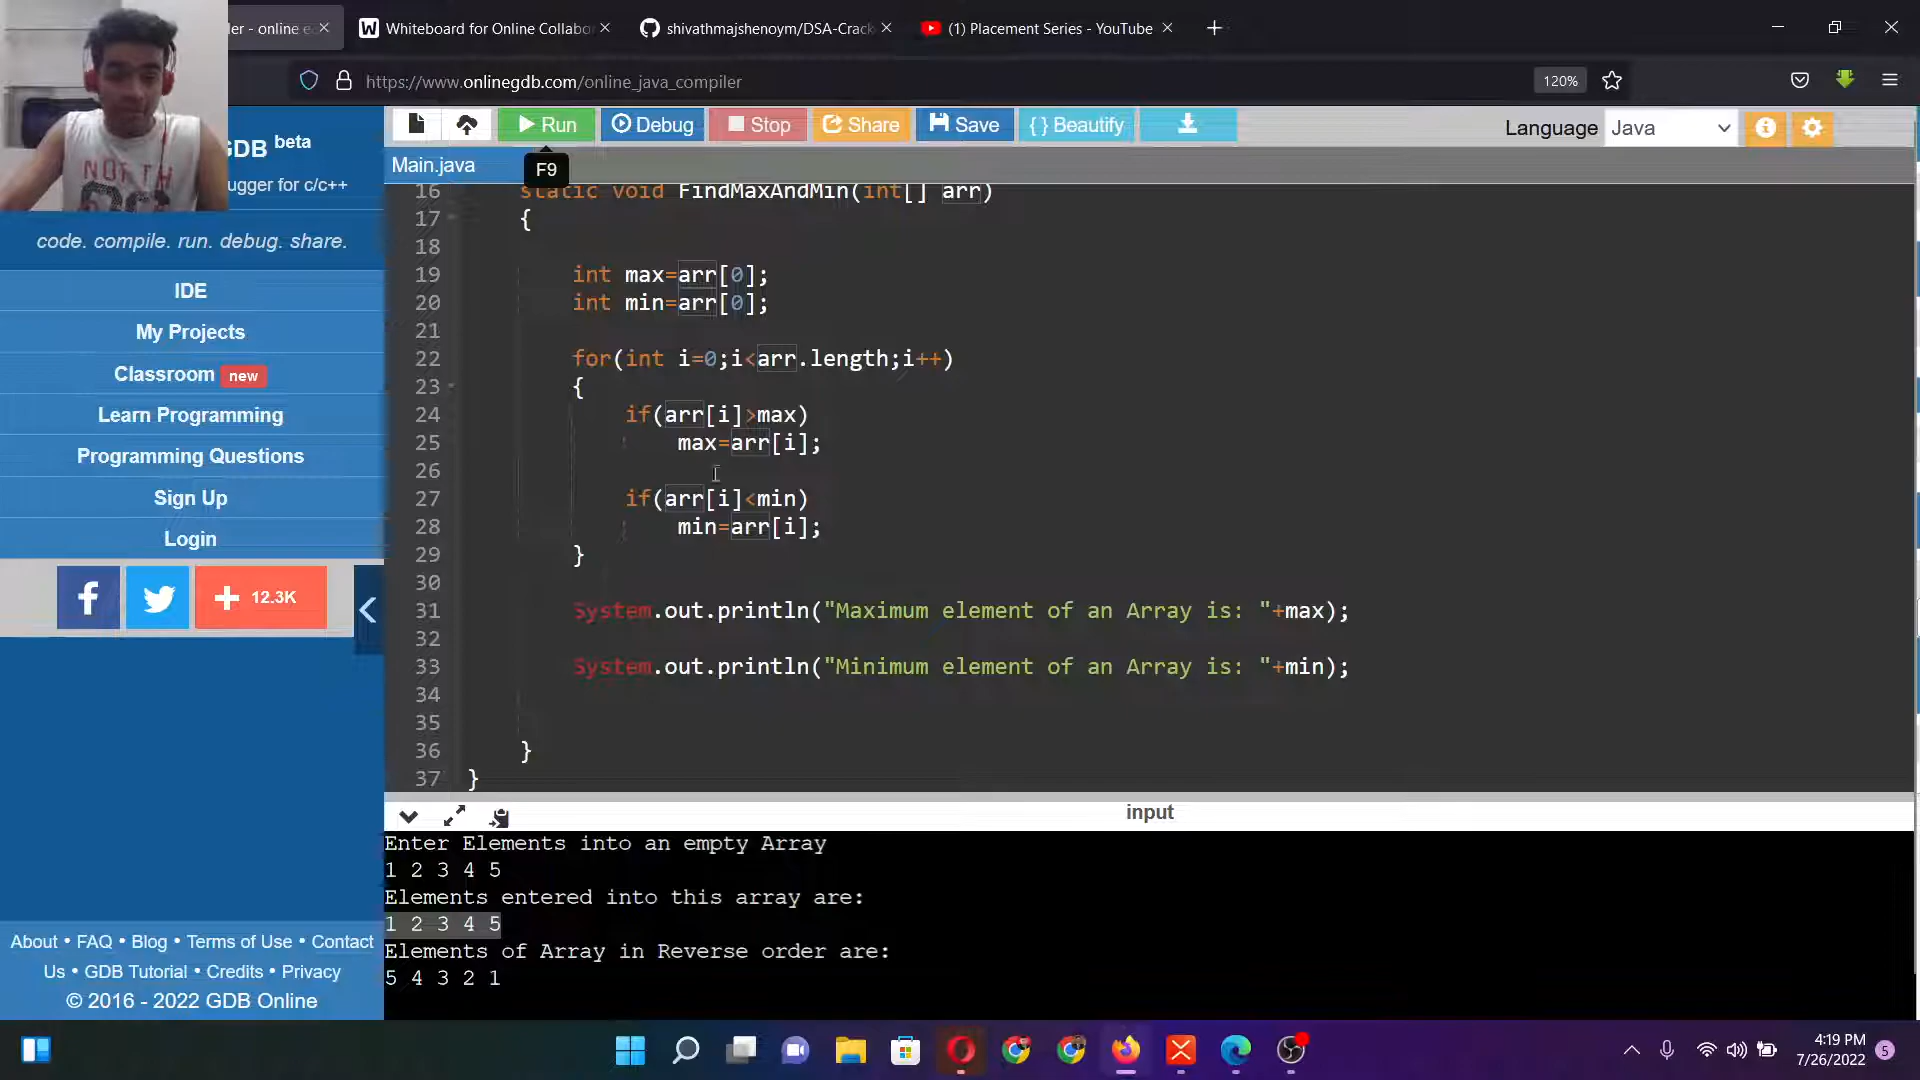 ler - online e
Whiteboard for Online Collabo
shivathmajshenoym/DSA-Crack
(1) Placement Series - YouTube
https://www.onlinegdb.com/online_java_compiler
120%
GDB beta
ugger for c/c++
code. compile. run. debug. share.
IDE
My Projects
Classroom new
Learn Programming
Programming Questions
Sign Up
Login
12.3K
About • FAQ • Blog • Terms of Use • Contact
Us • GDB Tutorial • Credits • Privacy
© 2016 - 2022 GDB Online
Run
Debug
Stop
Share
Save
{ } Beautify
Language Java
Main.java
F9
16 static void FindMaxAndMin(int[] arr)
17 {
18
19 int max=arr[0];
20 int min=arr[0];
21
22 for(int i=0;i<arr.length;i++)
23 {
24 if(arr[i]>max)
25 max=arr[i];
26
27 if(arr[i]<min)
28 min=arr[i];
29 }
30
31 System.out.println("Maximum element of an Array is: "+max);
32
33 System.out.println("Minimum element of an Array is: "+min);
34
35
36 }
37 }
input
Enter Elements into an empty Array
1 2 3 4 5
Elements entered into this array are:
1 2 3 4 5
Elements of Array in Reverse order are:
5 4 3 2 1
4:19 PM
7/26/2022
5